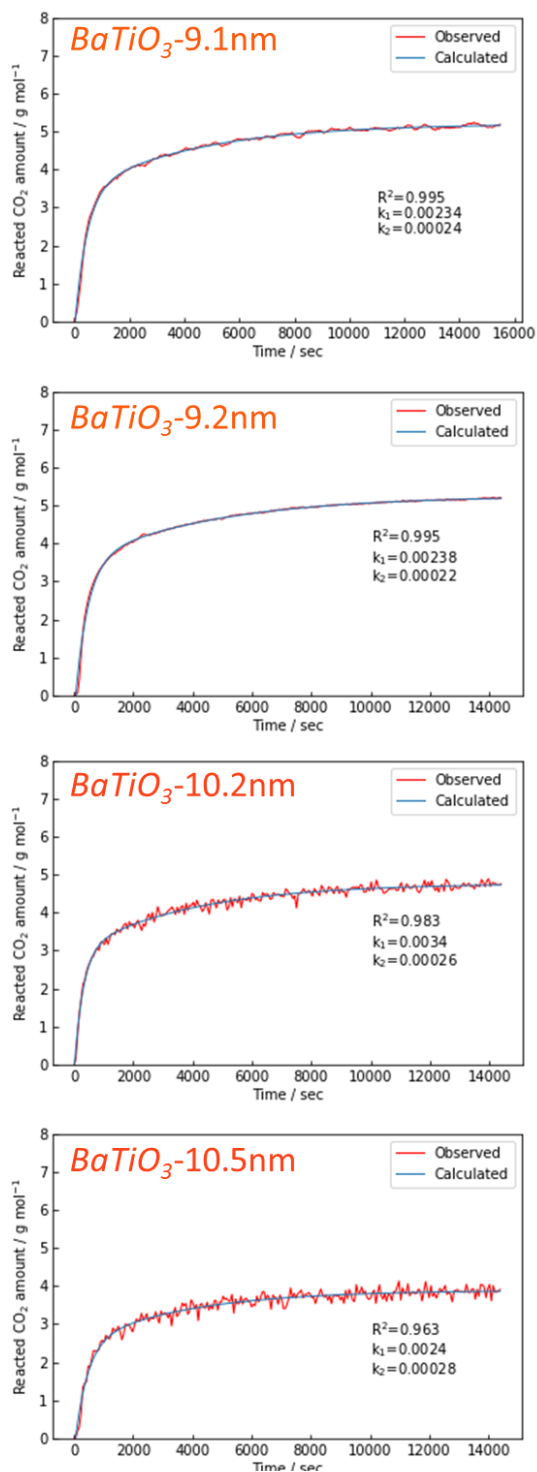 BaTiO₃-9.1nm
Observed
Calculated
8
7
6
5
4
3
2
1
0
Reacted CO₂ amount / g mol⁻¹
R²=0.995
k₁=0.00234
k₂=0.00024
0 2000 4000 6000 8000 10000 12000 14000 16000
Time / sec
BaTiO₃-9.2nm
Observed
Calculated
8
7
6
5
4
3
2
1
0
Reacted CO₂ amount / g mol⁻¹
R²=0.995
k₁=0.00238
k₂=0.00022
0 2000 4000 6000 8000 10000 12000 14000
Time / sec
BaTiO₃-10.2nm
Observed
Calculated
8
7
6
5
4
3
2
1
0
Reacted CO₂ amount / g mol⁻¹
R²=0.983
k₁=0.0034
k₂=0.00026
0 2000 4000 6000 8000 10000 12000 14000
Time / sec
BaTiO₃-10.5nm
Observed
Calculated
8
7
6
5
4
3
2
1
0
Reacted CO₂ amount / g mol⁻¹
R²=0.963
k₁=0.0024
k₂=0.00028
0 2000 4000 6000 8000 10000 12000 14000
Time / sec